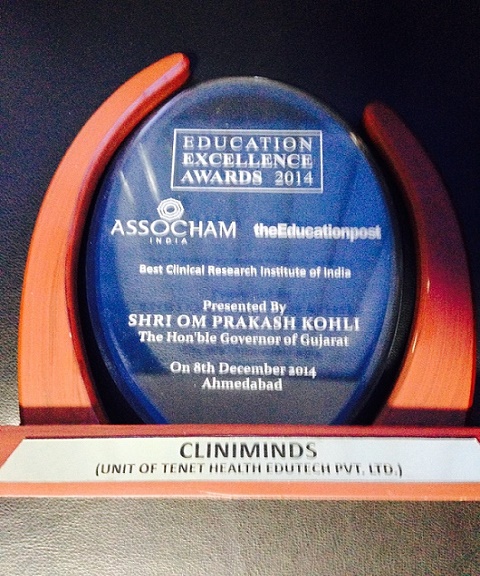 EDUCATION
EXCELLENCE
AWARDS 2014
ASSOCHAM
INDIA
theEducationpost
Best Clinical Research Institute of India
Presented By
SHRI OM PRAKASH KOHLI
The Hon'ble Governor of Gujarat
On 8th December 2014
Ahmedabad
CLINIMINDS
(UNIT OF TENET HEALTH EDUTECH PVT. LTD.)